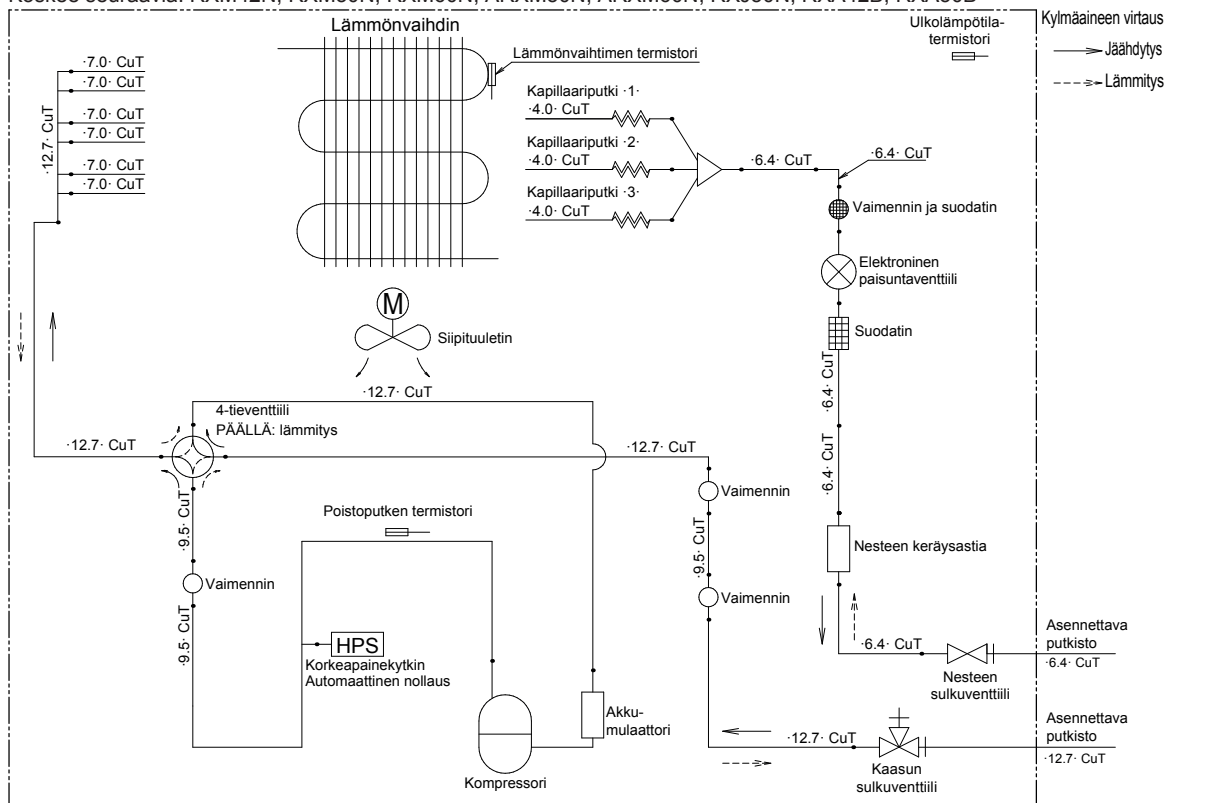 Lämmönvaihdin
Ulkolämpötila-
termistori
Kylmäaineen virtaus
Jäähdytys
Lämmitys
Lämmönvaihtimen termistori
·7.0· CuT
·7.0· CuT
·7.0· CuT
·7.0· CuT
·7.0· CuT
·7.0· CuT
·12.7· CuT
Kapillaariputki ·1·
·4.0· CuT
Kapillaariputki ·2·
·4.0· CuT
Kapillaariputki ·3·
·4.0· CuT
·6.4· CuT
·6.4· CuT
Vaimennin ja suodatin
Elektroninen
paisuntaventtiili
Suodatin
M
Siipituuletin
·6.4· CuT
·12.7· CuT
4-tieventtiili
PÄÄLLÄ: lämmitys
·12.7· CuT
·12.7· CuT
·6.4· CuT
Vaimennin
·9.5· CuT
Poistoputken termistori
Nesteen keräysastia
·9.5· CuT
Vaimennin
Vaimennin
·9.5· CuT
HPS
Korkeapainekytkin
Automaattinen nollaus
·6.4· CuT
Asennettava
putkisto
·6.4· CuT
Nesteen
sulkuventtiili
Akku-
mulaattori
Kompressori
·12.7· CuT
Kaasun
sulkuventtiili
Asennettava
putkisto
·12.7· CuT